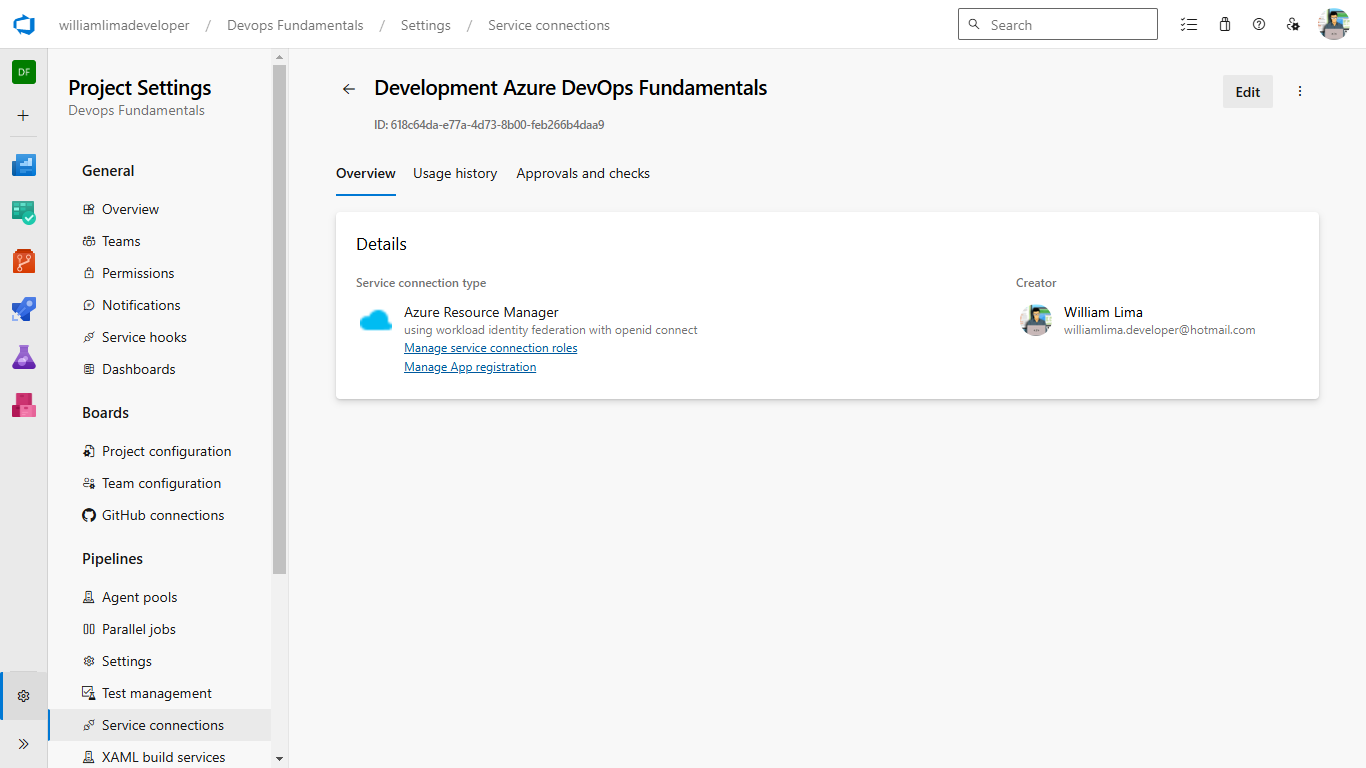 williamlimadeveloper / Devops Fundamentals / Settings / Service connections
Search
DF
Project Settings
Devops Fundamentals
General
Overview
Teams
Permissions
Notifications
Service hooks
Dashboards
Boards
Project configuration
Team configuration
GitHub connections
Pipelines
Agent pools
Parallel jobs
Settings
Test management
Service connections
XAML build services
Development Azure DevOps Fundamentals
Edit
ID: 618c64da-e77a-4d73-8b00-feb266b4daa9
Overview Usage history Approvals and checks
Details
Service connection type
Azure Resource Manager
using workload identity federation with openid connect
Manage service connection roles
Manage App registration
Creator
William Lima
williamlima.developer@hotmail.com